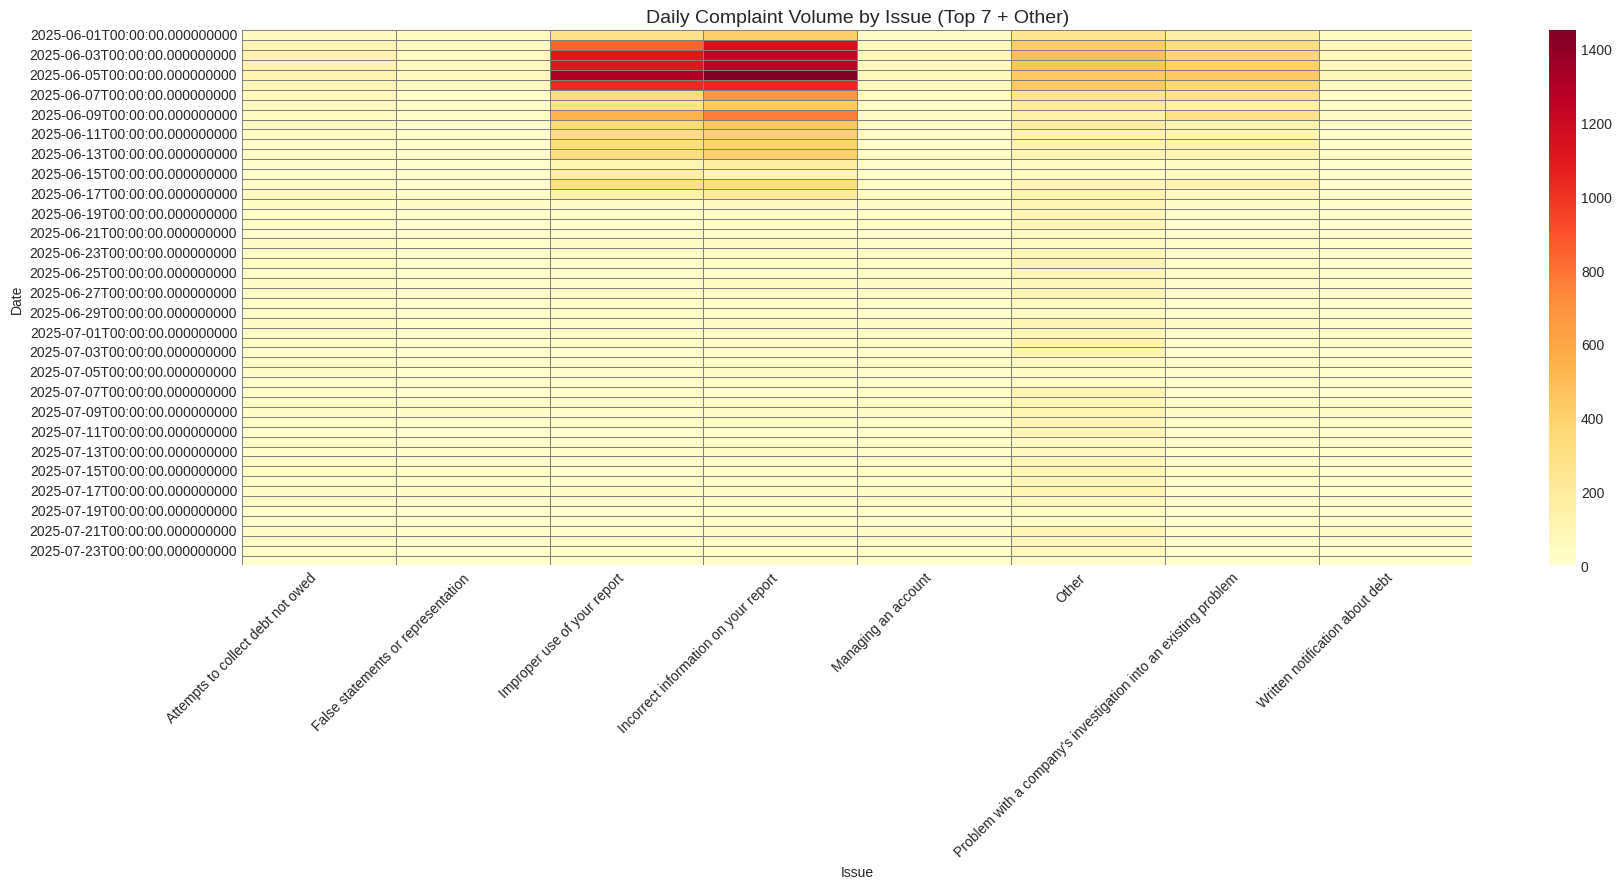 Daily Complaint Volume by Issue (Top 7 + Other)
2025-06-01T00:00:00.000000000
2025-06-03T00:00:00.000000000
2025-06-05T00:00:00.000000000
2025-06-07T00:00:00.000000000
2025-06-09T00:00:00.000000000
2025-06-11T00:00:00.000000000
2025-06-13T00:00:00.000000000
2025-06-15T00:00:00.000000000
2025-06-17T00:00:00.000000000
2025-06-19T00:00:00.000000000
2025-06-21T00:00:00.000000000
2025-06-23T00:00:00.000000000
2025-06-25T00:00:00.000000000
2025-06-27T00:00:00.000000000
2025-06-29T00:00:00.000000000
2025-07-01T00:00:00.000000000
2025-07-03T00:00:00.000000000
2025-07-05T00:00:00.000000000
2025-07-07T00:00:00.000000000
2025-07-09T00:00:00.000000000
2025-07-11T00:00:00.000000000
2025-07-13T00:00:00.000000000
2025-07-15T00:00:00.000000000
2025-07-17T00:00:00.000000000
2025-07-19T00:00:00.000000000
2025-07-21T00:00:00.000000000
2025-07-23T00:00:00.000000000
Date
1400
1200
1000
800
600
400
200
0
Attempts to collect debt not owed
False statements or representation
Improper use of your report
Incorrect information on your report
Managing an account
Other
Problem with a company's investigation into an existing problem
Written notification about debt
Issue